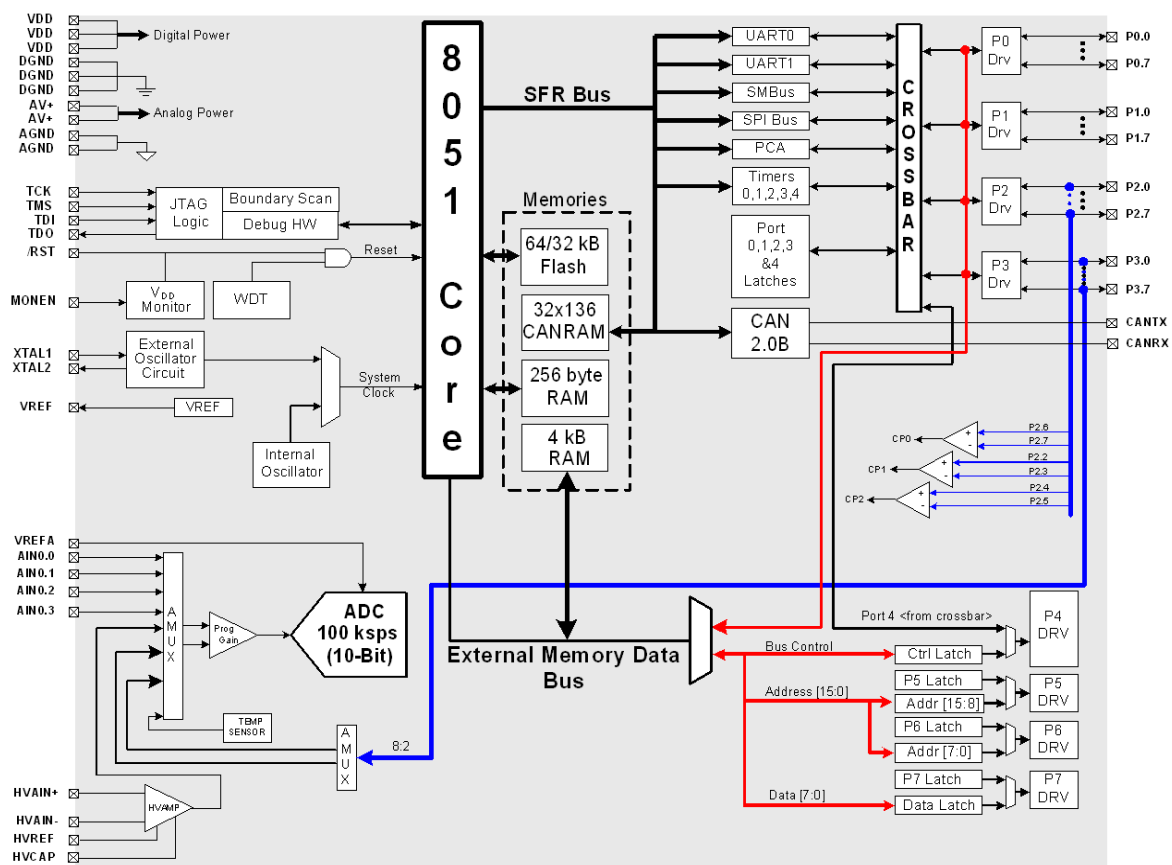 VDD
VDD
VDD
DGND
DGND
DGND
AV+
AV+
AGND
AGND
Digital Power
Analog Power
TCK
TMS
TDI
TDO
/RST
MONEN
JTAG
Logic
Boundary Scan
Debug HW
Reset
VDD
Monitor
WDT
XTAL1
XTAL2
VREF
External
Oscillator
Circuit
VREF
System
Clock
Internal
Oscillator
8051 Core
SFR Bus
Memories
64/32 kB
Flash
32x136
CANRAM
256 byte
RAM
4 kB
RAM
UART0
UART1
SMBus
SPI Bus
PCA
Timers
0,1,2,3,4
Port
0,1,2,3
&4
Latches
CAN
2.0B
CROSSBAR
P0
Drv
P1
Drv
P2
Drv
P3
Drv
P0.0
P0.7
P1.0
P1.7
P2.0
P2.7
P3.0
P3.7
CANTX
CANRX
CP0
+
-
P2.6
P2.7
CP1
+
-
P2.2
P2.3
CP2
+
-
P2.4
P2.5
VREFA
AIN0.0
AIN0.1
AIN0.2
AIN0.3
AMUX
Prog
Gain
ADC
100 ksps
(10-Bit)
TEMP
SENSOR
AMUX
8:2
HVAIN+
HVAIN-
HVREF
HVCAP
HVAMP
External Memory Data
Bus
Port 4 <from crossbar>
Bus Control
Ctrl Latch
P4
DRV
Address [15:0]
P5 Latch
Addr [15:8]
P5
DRV
P6 Latch
Addr [7:0]
P6
DRV
Data [7:0]
P7 Latch
Data Latch
P7
DRV